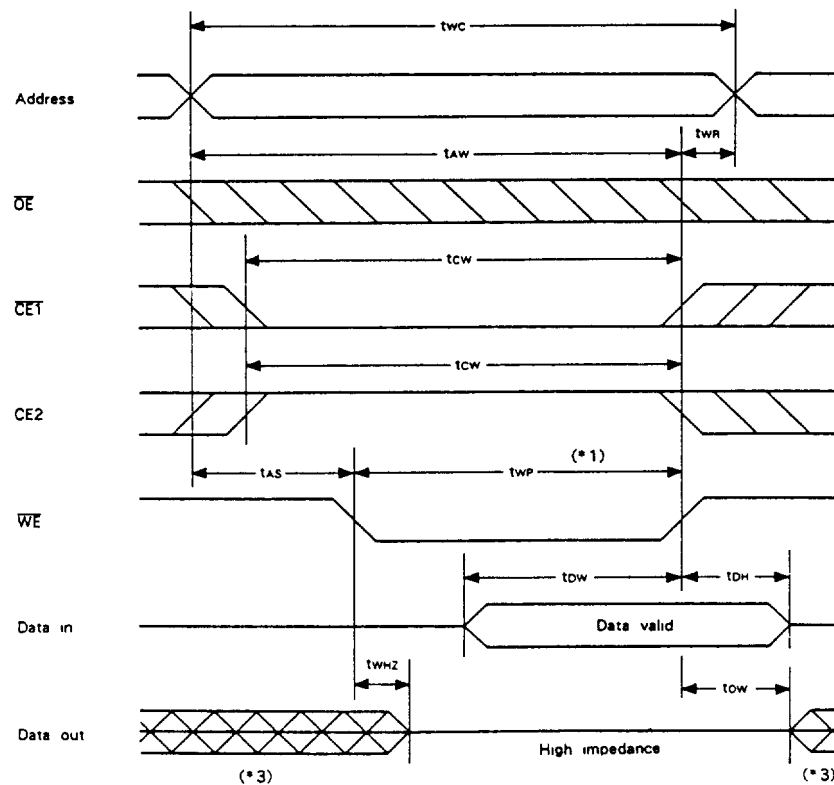 tWC
Address
tAW
tWR
OE
tCW
CE1
tCW
CE2
tAS
tWP
(*1)
WE
tDW
tDH
Data in
Data valid
tWHZ
tOW
Data out
High impedance
(*3)
(*3)